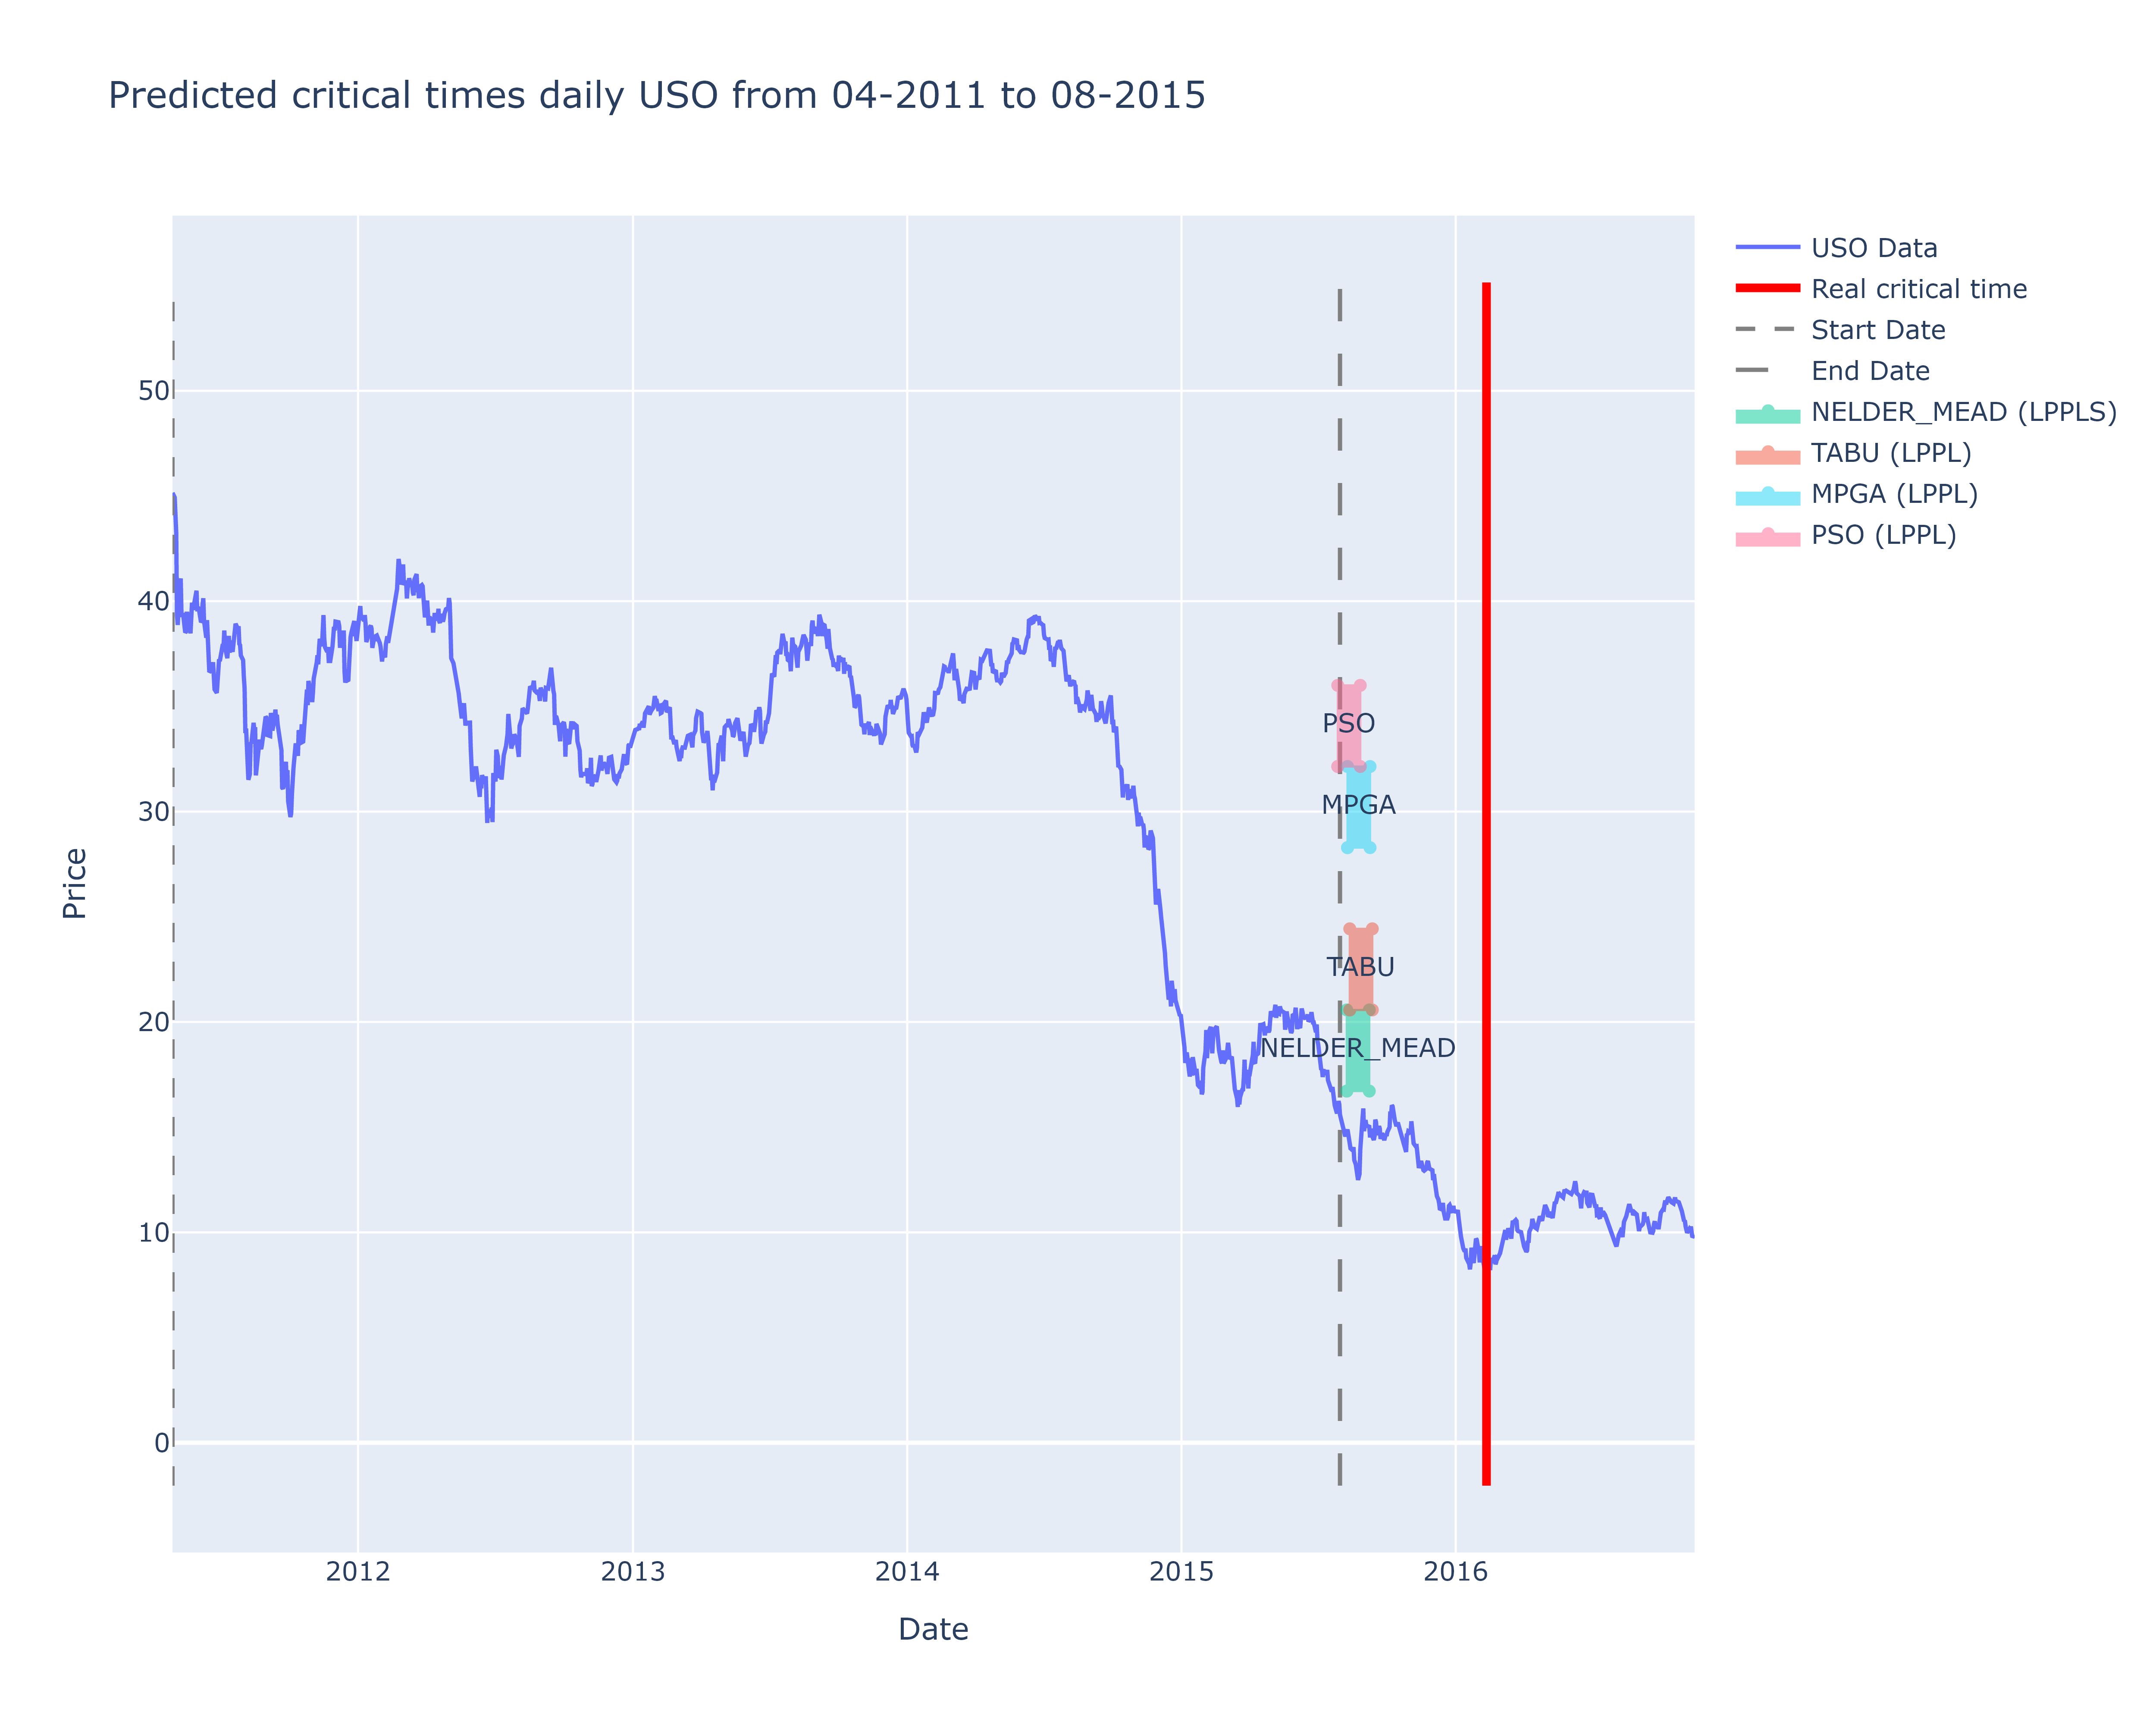 Predicted critical times daily USO from 04-2011 to 08-2015
USO Data
Real critical time
Start Date
End Date
NELDER_MEAD (LPPLS)
TABU (LPPL)
MPGA (LPPL)
PSO (LPPL)
50
40
30
20
10
0
Price
PSO
MPGA
TABU
NELDER_MEAD
2012
2013
2014
2015
2016
Date